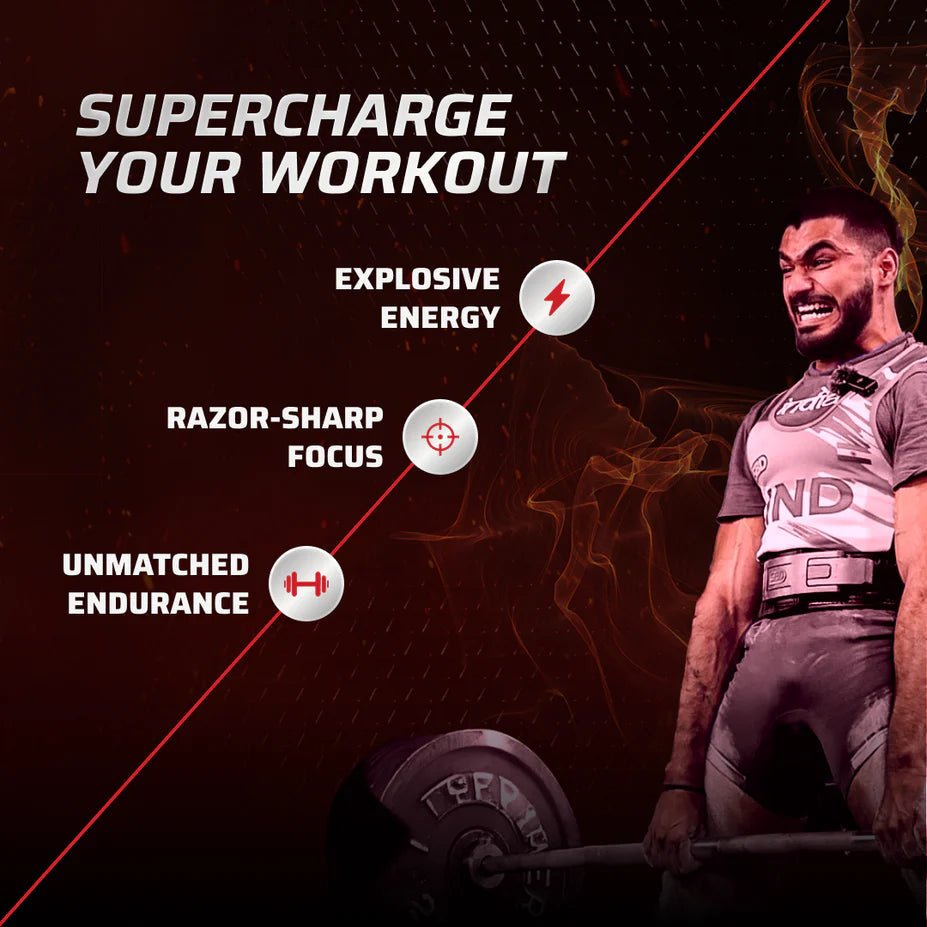 SUPERCHARGE
YOUR WORKOUT
EXPLOSIVE
ENERGY
RAZOR-SHARP
FOCUS
UNMATCHED
ENDURANCE
india
IND